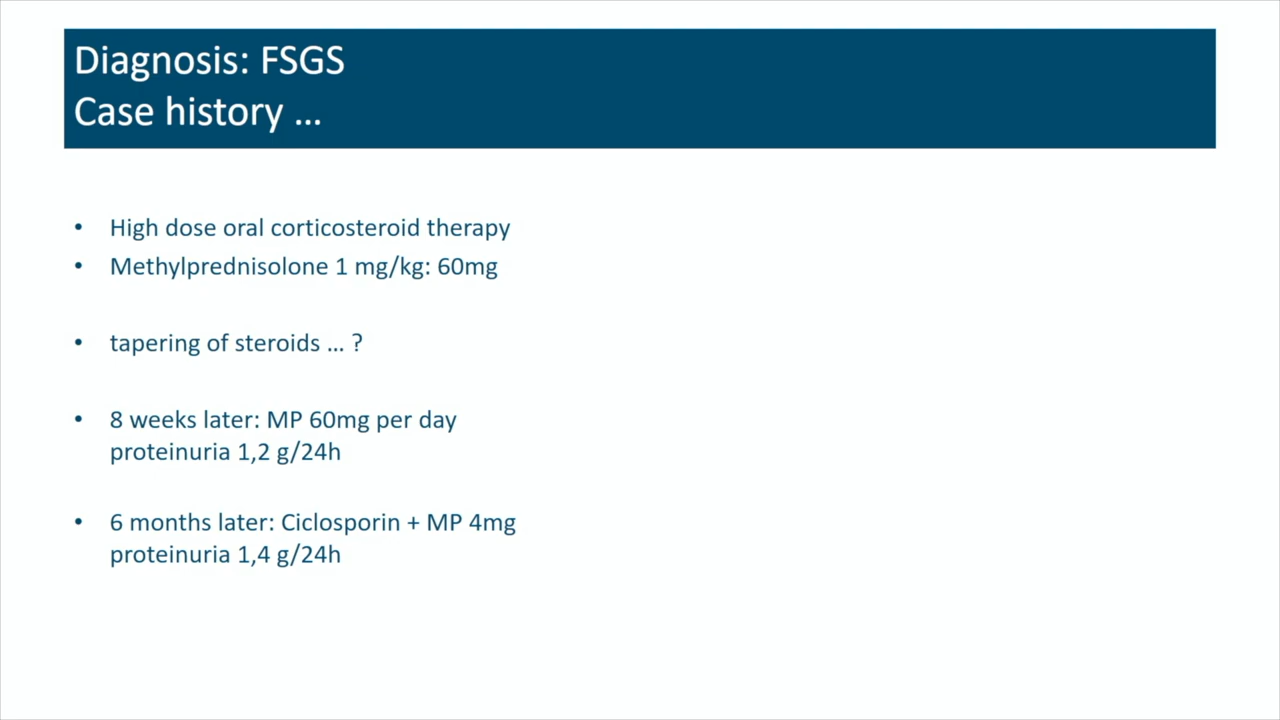 Diagnosis: FSGS
Case history ...
• High dose oral corticosteroid therapy
• Methylprednisolone 1 mg/kg: 60mg
• tapering of steroids ... ?
• 8 weeks later: MP 60mg per day
proteinuria 1,2 g/24h
• 6 months later: Ciclosporin + MP 4mg
proteinuria 1,4 g/24h